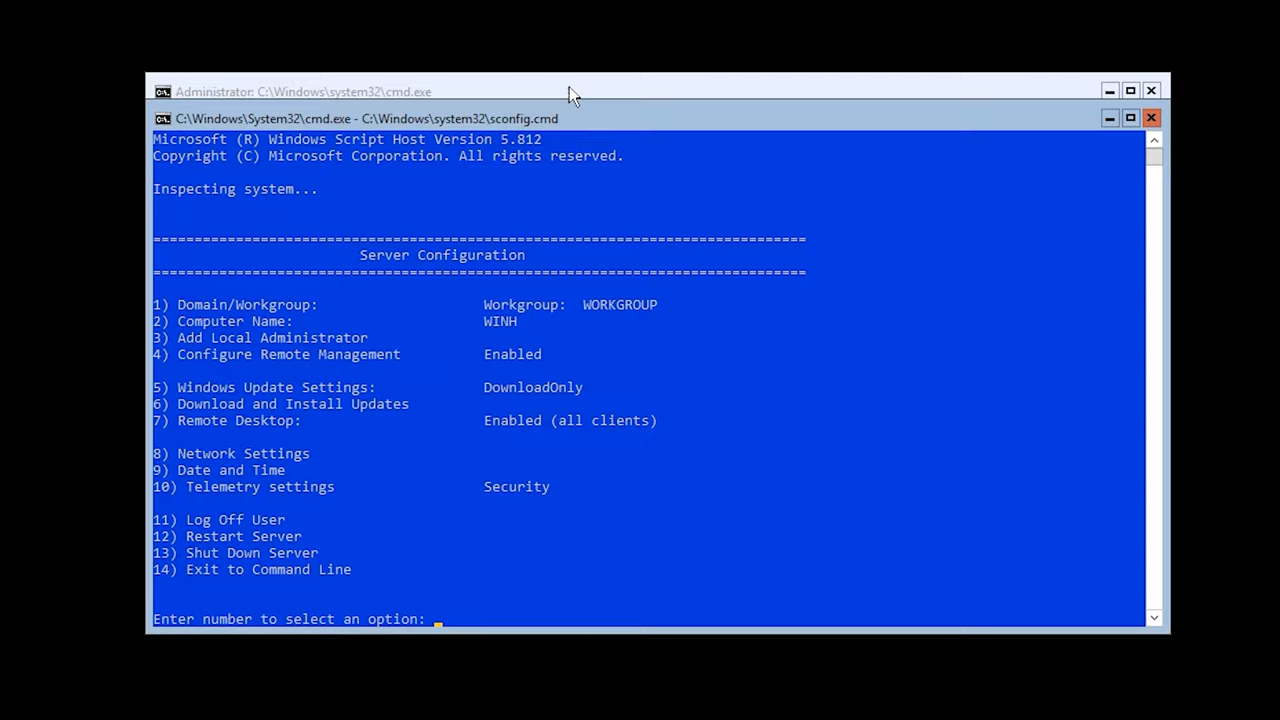 Administrator: C:\Windows\system32\cmd.exe
C:\Windows\System32\cmd.exe - C:\Windows\system32\sconfig.cmd
Microsoft (R) Windows Script Host Version 5.812
Copyright (C) Microsoft Corporation. All rights reserved.
Inspecting system...
===============================================================================
Server Configuration
===============================================================================
1) Domain/Workgroup: Workgroup: WORKGROUP
2) Computer Name: WINH
3) Add Local Administrator
4) Configure Remote Management Enabled
5) Windows Update Settings: DownloadOnly
6) Download and Install Updates
7) Remote Desktop: Enabled (all clients)
8) Network Settings
9) Date and Time
10) Telemetry settings Security
11) Log Off User
12) Restart Server
13) Shut Down Server
14) Exit to Command Line
Enter number to select an option: